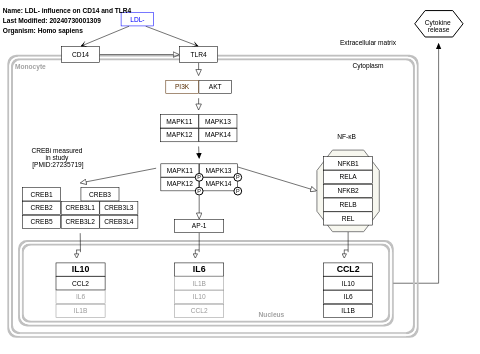 Name: LDL- influence on CD14 and TLR4
Last Modified: 20240730001309
Organism: Homo sapiens
LDL-
Cytokine
release
Extracellular matrix
CD14
TLR4
Monocyte
Cytoplasm
PI3K AKT
MAPK11 MAPK13
MAPK12 MAPK14
NF-κB
CREBi measured
in study
[PMID:27235719]
MAPK11 MAPK13
MAPK12 MAPK14
P P
P P
NFKB1
RELA
NFKB2
RELB
REL
CREB1 CREB3
CREB2 CREB3L1 CREB3L3
CREB5 CREB3L2 CREB3L4
AP-1
IL10
CCL2
IL6
IL1B
IL6
IL1B
IL10
CCL2
CCL2
IL10
IL6
IL1B
Nucleus